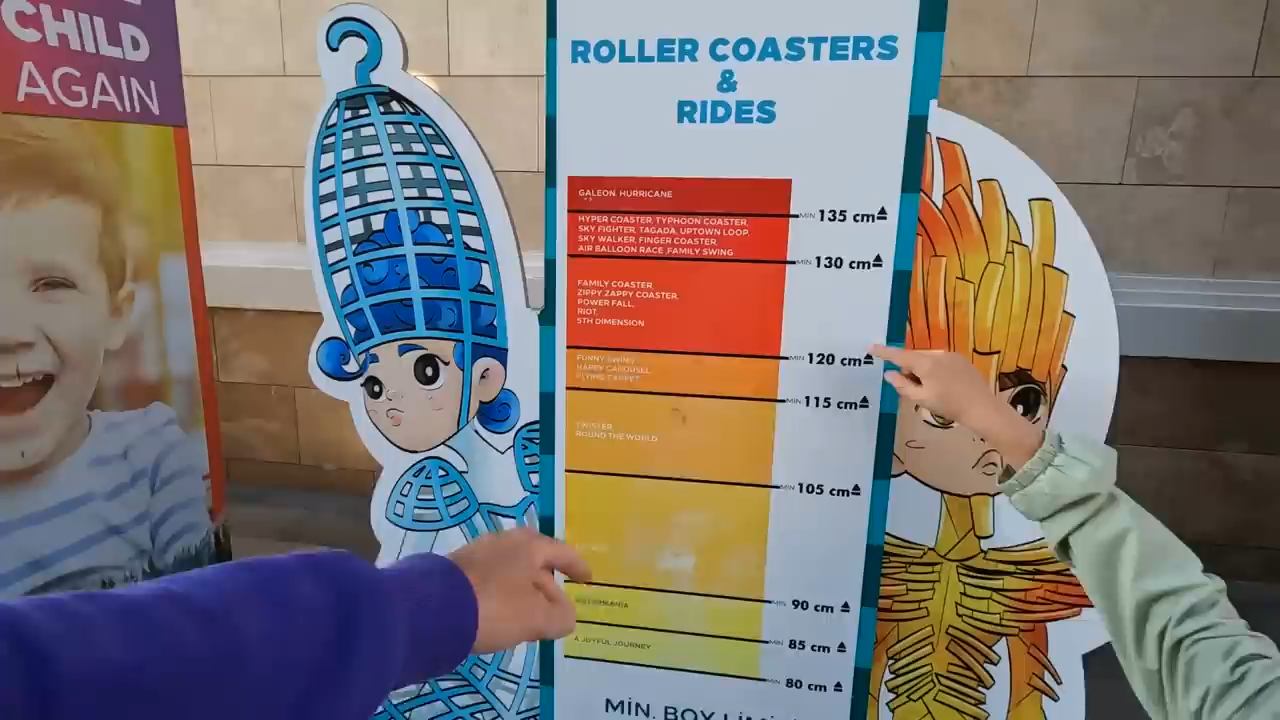 CHILD
AGAIN
ROLLER COASTERS
&
RIDES
GALEON, HURRICANE
MIN 135 cm
HYPER COASTER, TYPHOON COASTER,
SKY FIGHTER, TAGADA, UPTOWN LOOP,
SKY WALKER, FINGER COASTER,
AIR BALLOON RACE ,FAMILY SWING
MIN 130 cm
FAMILY COASTER,
ZIPPY ZAPPY COASTER,
POWER FALL,
RIOT,
5TH DIMENSION
MIN 120 cm
FUNNY SWING
HAPPY CAROUSEL
FLYING CARPET
MIN 115 cm
TWISTER,
ROUND THE WORLD
MIN 105 cm
MIN 90 cm
MIN 85 cm
A JOYFUL JOURNEY
MIN 80 cm
MİN. BOY